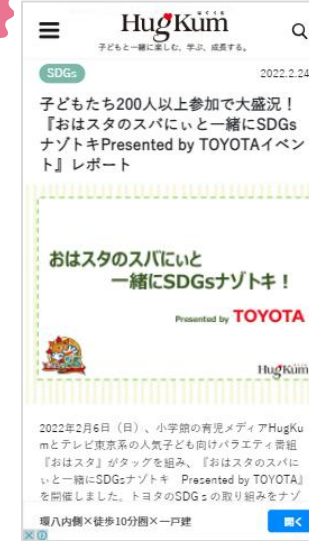 はぐくむ
HugKum
子どもと一緒に楽しむ、学ぶ、成長する。
SDGs
2022.2.24
子どもたち200人以上参加で大盛況！
『おはスタのスバにぃと一緒にSDGs
ナゾトキPresented by TOYOTAイベン
ト』レポート
おはスタのスバにぃと
一緒にSDGsナゾトキ！
Presented by TOYOTA
HugKum
2022年2月6日（日）、小学館の育児メディアHugKu
mとテレビ東京系の人気子ども向けバラエティ番組
『おはスタ』がタッグを組み、『おはスタのスバに
ぃと一緒にSDGsナゾトキ Presented by TOYOTA』
を開催しました。トヨタのSDGｓの取り組みをナゾ
環八内側×徒歩10分圏×一戸建
開く